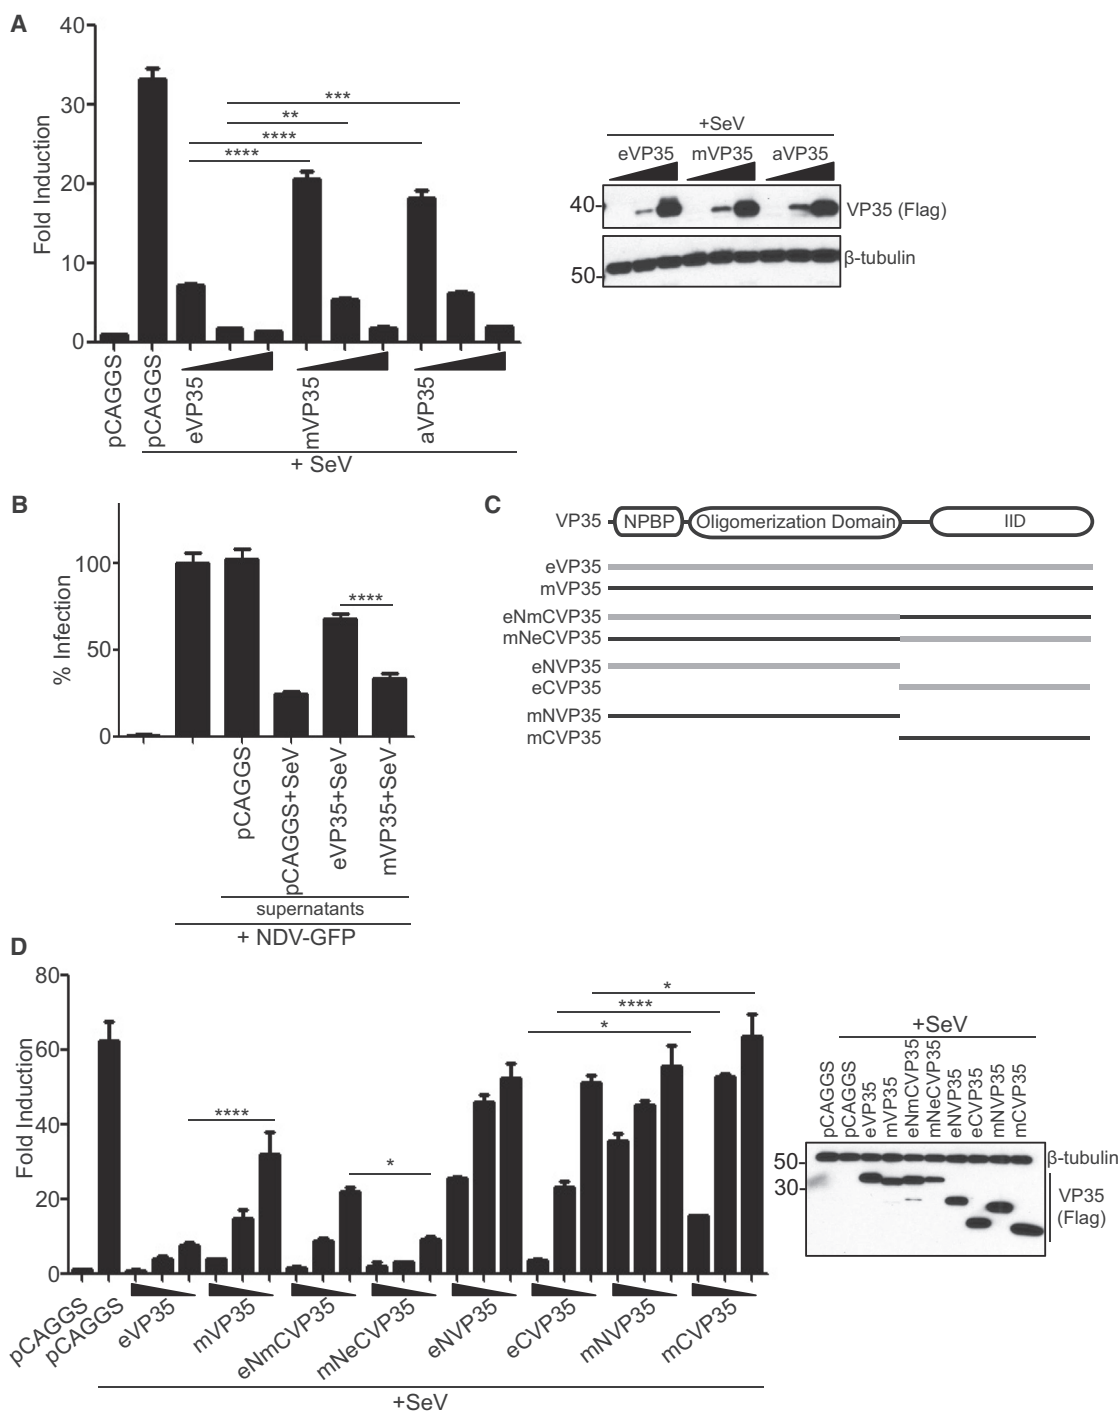 A
40
30
20
10
0
Fold Induction
***
**
****
****
pCAGGS
pCAGGS
eVP35
mVP35
aVP35
+ SeV
+SeV
eVP35 mVP35 aVP35
40
VP35 (Flag)
50
β-tubulin
B
100
50
0
% Infection
****
pCAGGS
pCAGGS+SeV
eVP35+SeV
mVP35+SeV
supernatants
+ NDV-GFP
C
VP35 NPBP Oligomerization Domain IID
eVP35
mVP35
eNmCVP35
mNeCVP35
eNVP35
eCVP35
mNVP35
mCVP35
D
80
60
40
20
0
Fold Induction
****
*
*
****
*
pCAGGS
pCAGGS
eVP35
mVP35
eNmCVP35
mNeCVP35
eNVP35
eCVP35
mNVP35
mCVP35
+SeV
+SeV
pCAGGS
pCAGGS
eVP35
mVP35
eNmCVP35
mNeCVP35
eNVP35
eCVP35
mNVP35
mCVP35
50
30
β-tubulin
VP35
(Flag)